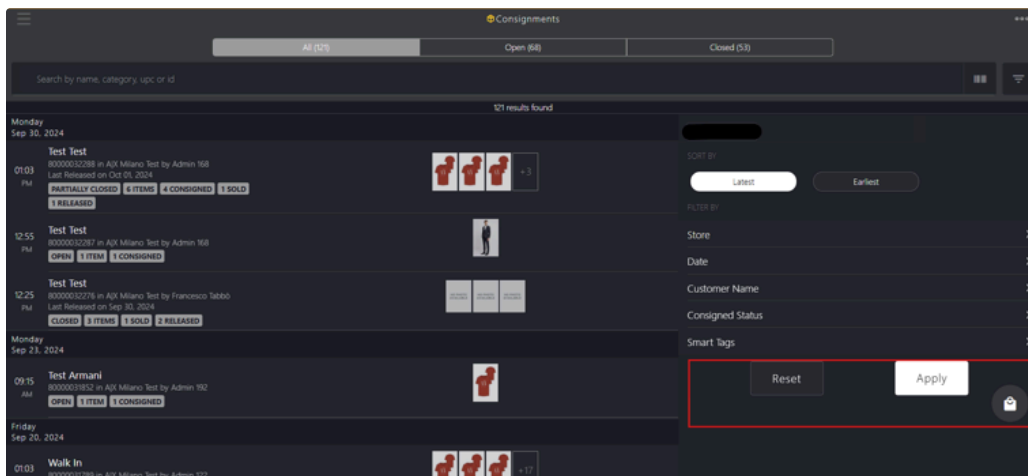 Consignments
All (121)
Open (68)
Closed (53)
Search by name, category, upc or id
121 results found
Monday
Sep 30, 2024
01:03
PM
Test Test
80000032288 in A|X Milano Test by Admin 168
Last Released on Oct 01, 2024
PARTIALLY CLOSED 6 ITEMS 4 CONSIGNED 1 SOLD
1 RELEASED
+3
12:55
PM
Test Test
80000032287 in A|X Milano Test by Admin 168
OPEN 1 ITEM 1 CONSIGNED
12:25
PM
Test Test
80000032276 in A|X Milano Test by Francesco Tabbò
Last Released on Sep 30, 2024
CLOSED 3 ITEMS 1 SOLD 2 RELEASED
Monday
Sep 23, 2024
09:15
AM
Test Armani
80000031852 in A|X Milano Test by Admin 192
OPEN 1 ITEM 1 CONSIGNED
Friday
Sep 20, 2024
01:03
Walk In
80000031789 in A|X Milano Test by Admin 122
+17
SORT BY
Latest
Earliest
FILTER BY
Store
Date
Customer Name
Consigned Status
Smart Tags
Reset
Apply